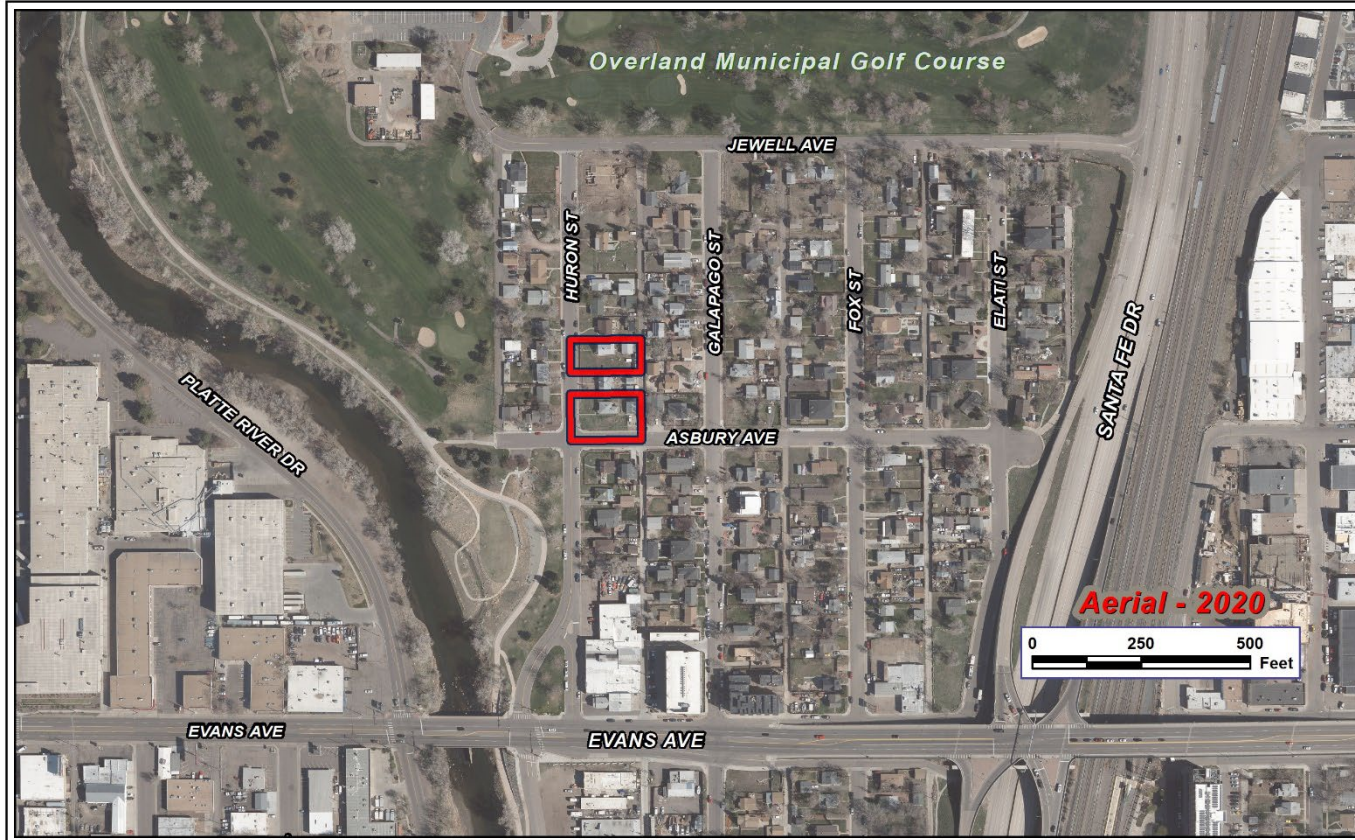 Overland Municipal Golf Course
JEWELL AVE
HURON ST
GALAPAGO ST
FOX ST
ELATI ST
SANTA FE DR
PLATTE RIVER DR
ASBURY AVE
Aerial - 2020
0 250 500
Feet
EVANS AVE
EVANS AVE